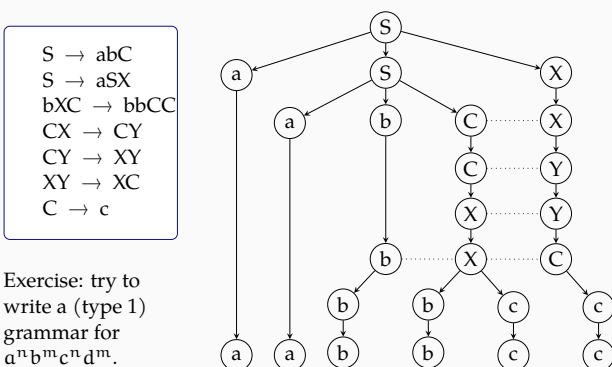 S → abC
S → aSX
bXC → bbCC
CX → CY
CY → XY
XY → XC
C → c
Exercise: try to
write a (type 1)
grammar for
aⁿbᵐcⁿdᵐ.
S
a S X
a b C X
C Y
X Y
b X C
b b c c
a a b b c c